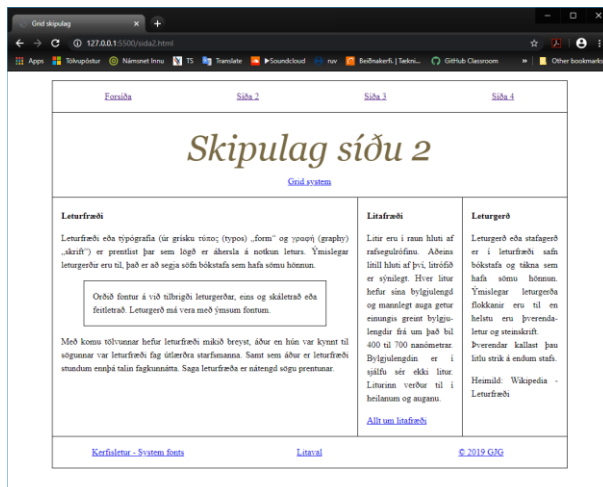 Grid skipulag
127.0.0.1:5500/sida2.html
Apps Tölvupóstur Námsnet Innu TS Translate ►Soundcloud ruv Beiðnakerfi. | Tækni... GitHub Classroom » Other bookmarks
Forsíða Síða 2 Síða 3 Síða 4
Skipulag síðu 2
Grid system
Leturfræði
Leturfræði eða týpógrafía (úr grísku τύπος (typos) „form“ og γραφή (graphy)
„skrift“) er prentlist þar sem lögð er áhersla á notkun leturs. Ýmislegar
leturgerðir eru til, það er að segja söfn bókstafa sem hafa sömu hönnun.
Orðið fontur á við tilbrigði leturgerðar, eins og skáletrað eða
feitletrað. Leturgerð má vera með ýmsum fontum.
Með komu tölvunnar hefur leturfræði mikið breyst, áður en hún var kynnt til
sögunnar var leturfræði fag útlærðra starfsmanna. Samt sem áður er leturfræði
stundum ennþá talin fagkunnátta. Saga leturfræða er nátengd sögu prentunar.
Litafræði
Litir eru í raun hluti af
rafsegulrófinu. Aðeins
lítill hluti af því, litrófið
er sýnilegt. Hver litur
hefur sína bylgjulengd
og mannlegt auga getur
einungis greint bylgju-
lengdir frá um það bil
400 til 700 nanómetrar.
Bylgjulengdin er í
sjálfu sér ekki litur.
Liturinn verður til í
heilanum og auganu.
Allt um litafræði
Leturgerð
Leturgerð eða stafagerð
er í leturfræði safn
bókstafa og tákna sem
hafa sömu hönnun.
Ýmislegar leturgerða
flokkanir eru til en
helstu eru þverenda-
letur og steinskrift.
Þverendar kallast þau
litlu strik á endum stafs.
Heimild: Wikipedia -
Leturfræði
Kerfisletur - System fonts Litaval © 2019 GJG